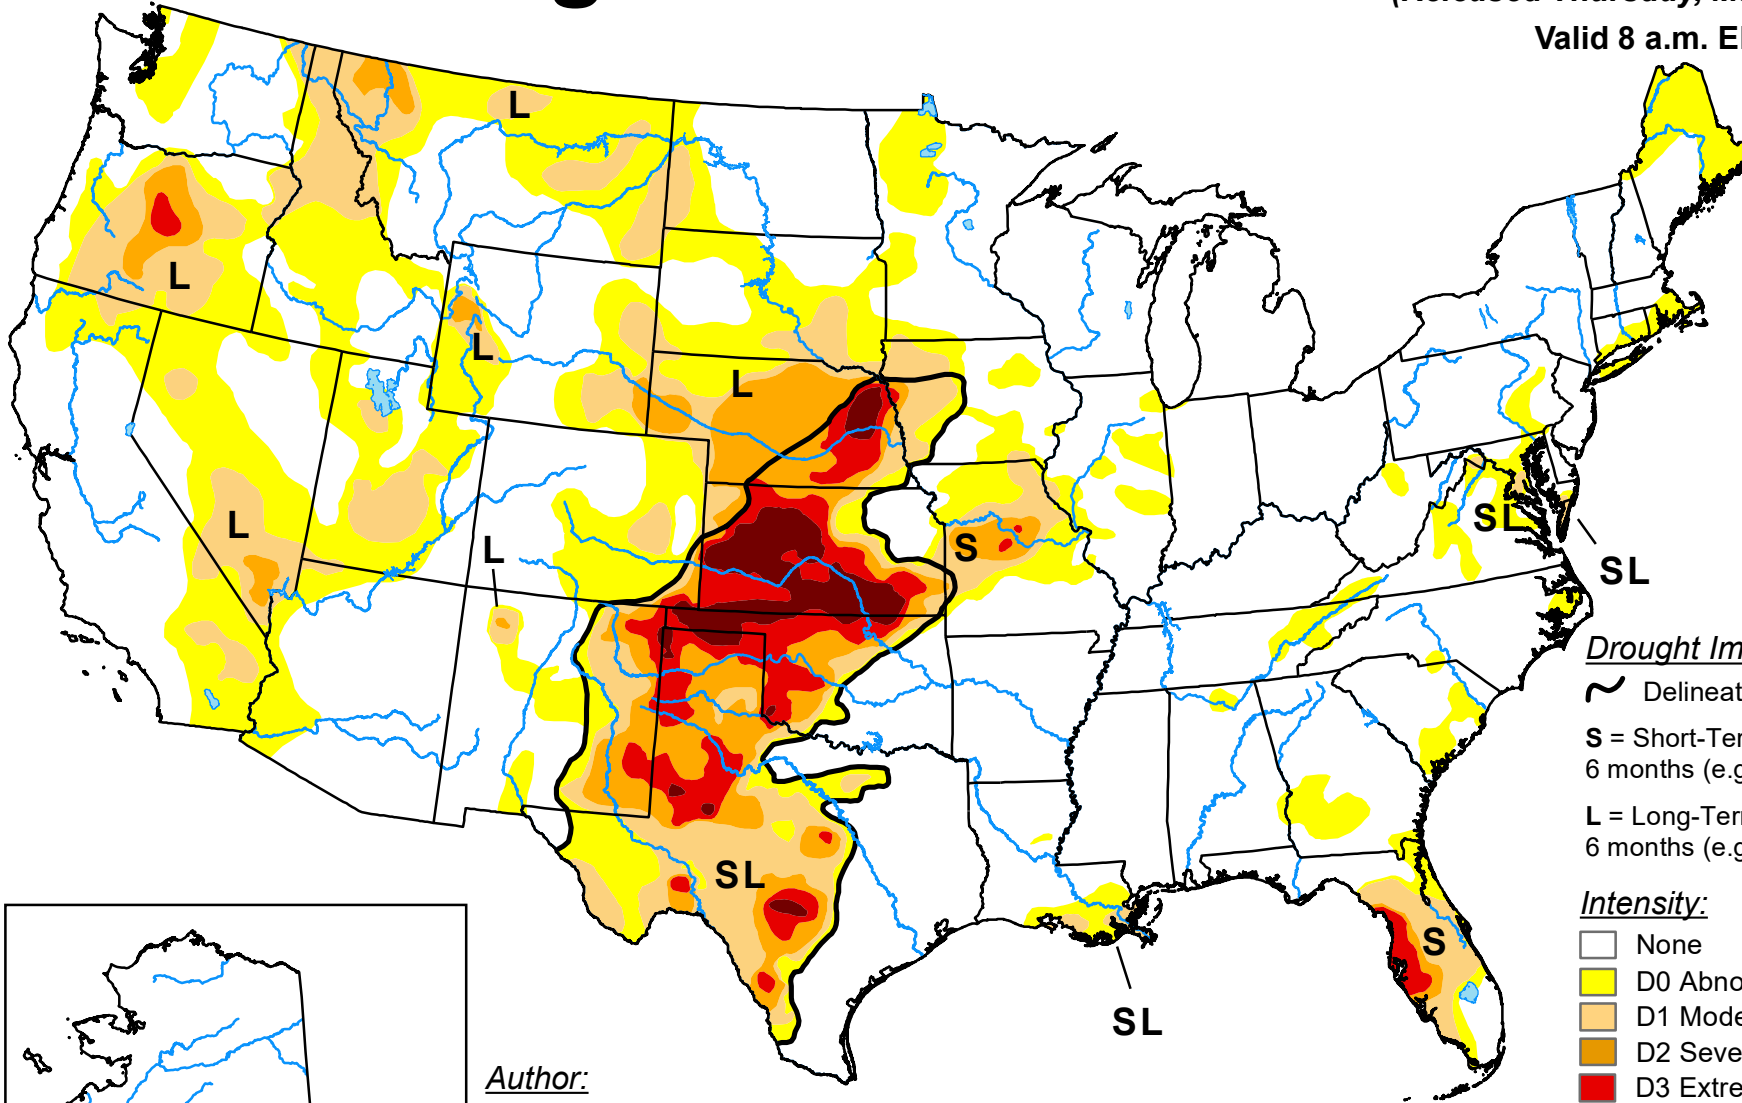 Valid 8 a.m.
L
L
L
L
L
L
L
S
SL
SL
SL
S
SL
Drought
Delineat
S = Short-Ter
6 months (e.g
L = Long-Ter
6 months (e.g
Intensity:
None
D0 Abno
D1 Mode
D2 Seve
D3 Extre
Author: